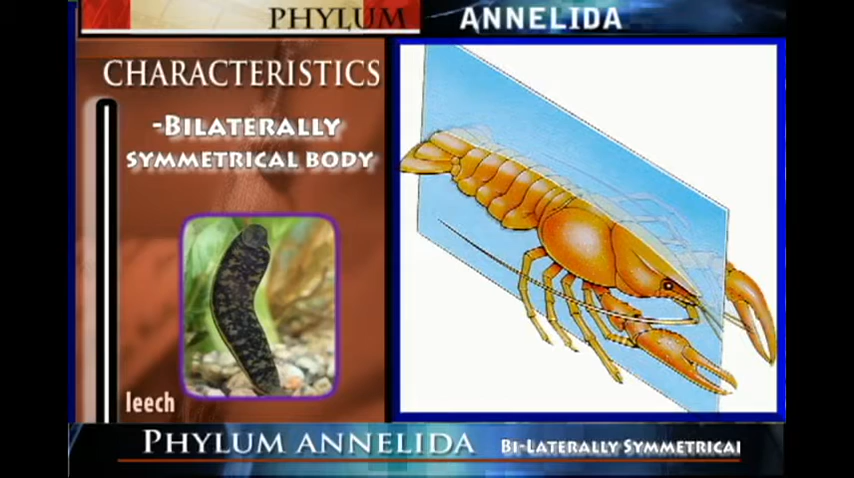 PHYLUM ANNELIDA
CHARACTERISTICS
-BILATERALLY
SYMMETRICAL BODY
leech
PHYLUM ANNELIDA BI-LATERALLY SYMMETRICAl